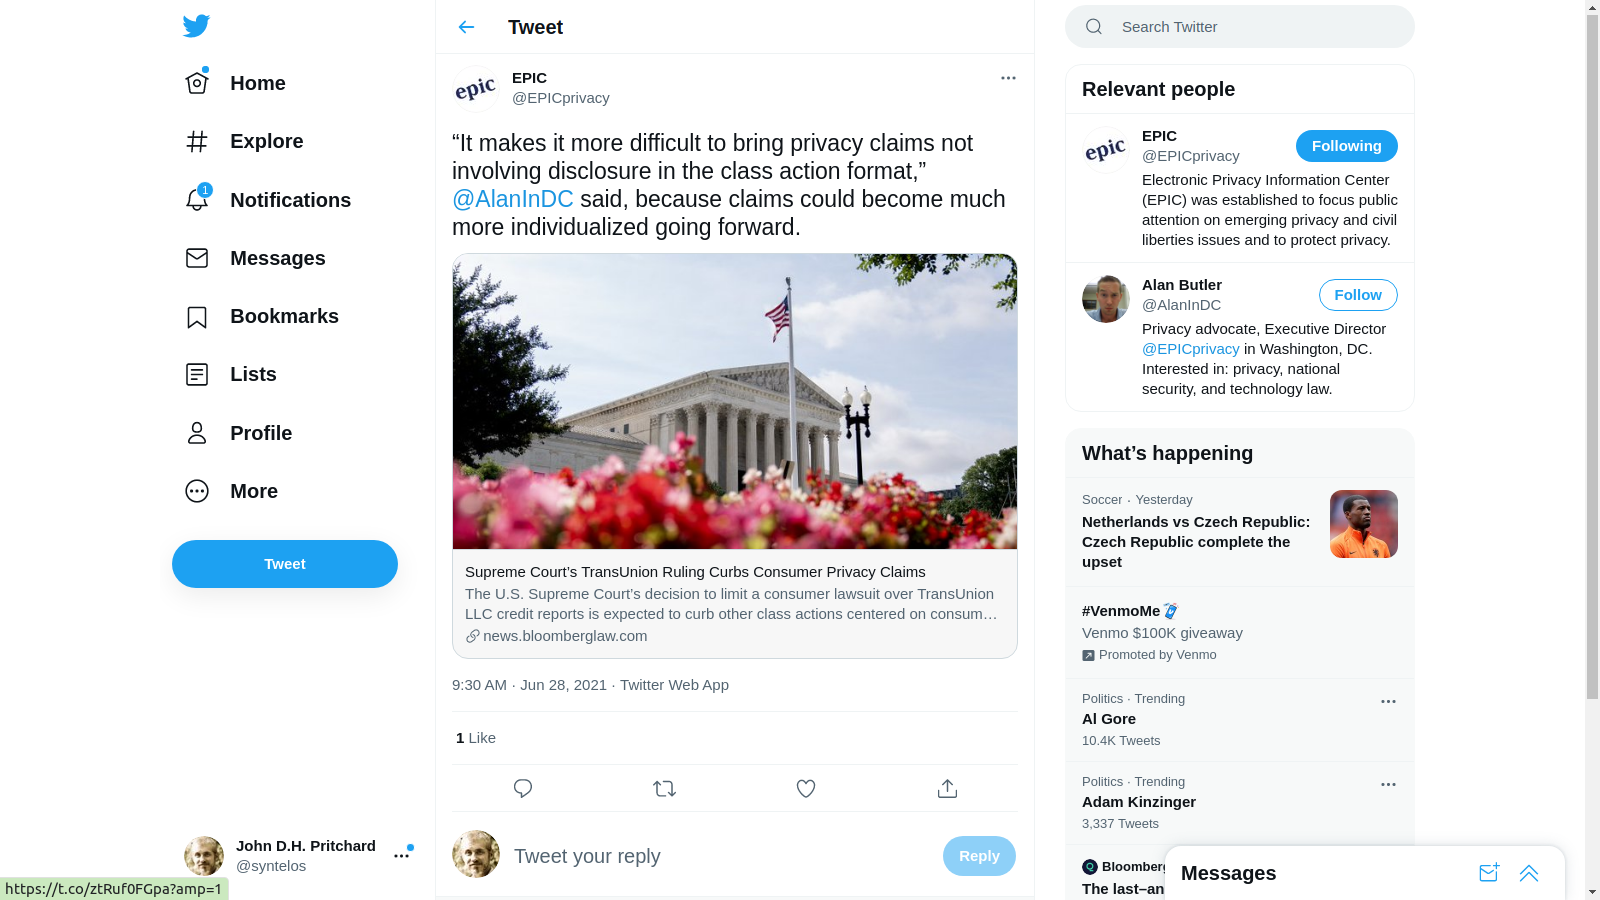 Home
Explore
1
Notifications
Messages
Bookmarks
Lists
Profile
More
Tweet
John D.H. Pritchard
@syntelos
https://t.co/ztRuf0FGpa?amp=1
Tweet
epic
EPIC
@EPICprivacy
“It makes it more difficult to bring privacy claims not
involving disclosure in the class action format,”
@AlanInDC said, because claims could become much
more individualized going forward.
Supreme Court’s TransUnion Ruling Curbs Consumer Privacy Claims
The U.S. Supreme Court’s decision to limit a consumer lawsuit over TransUnion
LLC credit reports is expected to curb other class actions centered on consum…
news.bloomberglaw.com
9:30 AM · Jun 28, 2021 · Twitter Web App
1 Like
Tweet your reply
Reply
Search Twitter
Relevant people
epic
EPIC
@EPICprivacy
Following
Electronic Privacy Information Center
(EPIC) was established to focus public
attention on emerging privacy and civil
liberties issues and to protect privacy.
Alan Butler
@AlanInDC
Follow
Privacy advocate, Executive Director
@EPICprivacy in Washington, DC.
Interested in: privacy, national
security, and technology law.
What’s happening
Soccer · Yesterday
Netherlands vs Czech Republic:
Czech Republic complete the
upset
#VenmoMe
Venmo $100K giveaway
Promoted by Venmo
Politics · Trending
Al Gore
10.4K Tweets
Politics · Trending
Adam Kinzinger
3,337 Tweets
Bloomberg
The last–an
Messages